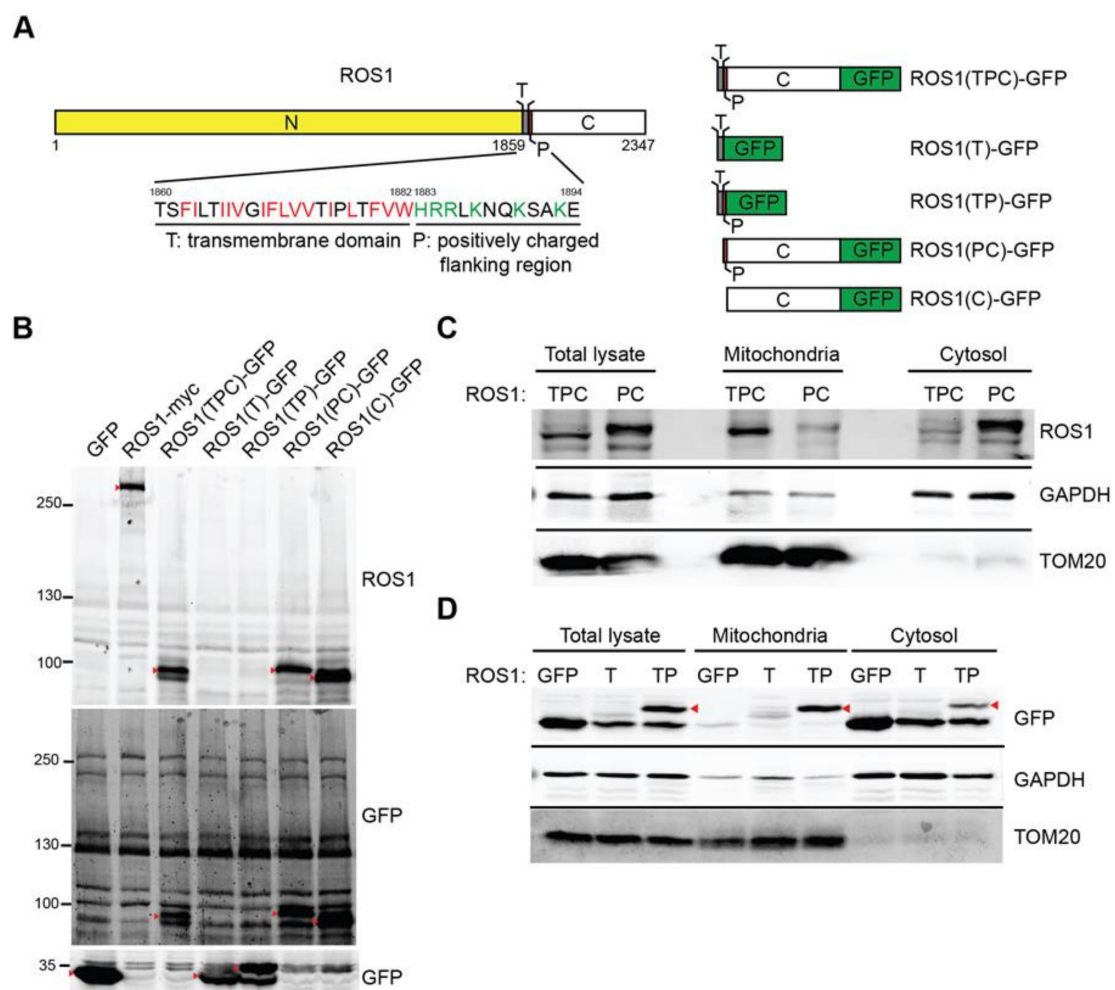 A
ROS1
T
N
C
P
1
1859
2347
1860
1882
1883
1894
TSFILTIIVGIFLVVTIPLTFVWHRRLKNQKSAKE
T: transmembrane domain
P: positively charged
flanking region
T
C
GFP
ROS1(TPC)-GFP
P
T
GFP
ROS1(T)-GFP
T
GFP
ROS1(TP)-GFP
P
C
GFP
ROS1(PC)-GFP
P
C
GFP
ROS1(C)-GFP
B
GFP
ROS1-myc
ROS1(TPC)-GFP
ROS1(T)-GFP
ROS1(TP)-GFP
ROS1(PC)-GFP
ROS1(C)-GFP
250
130
100
ROS1
250
130
100
GFP
35
GFP
C
Total lysate Mitochondria Cytosol
ROS1: TPC PC TPC PC TPC PC
ROS1
GAPDH
TOM20
D
Total lysate Mitochondria Cytosol
ROS1: GFP T TP GFP T TP GFP T TP
GFP
GAPDH
TOM20